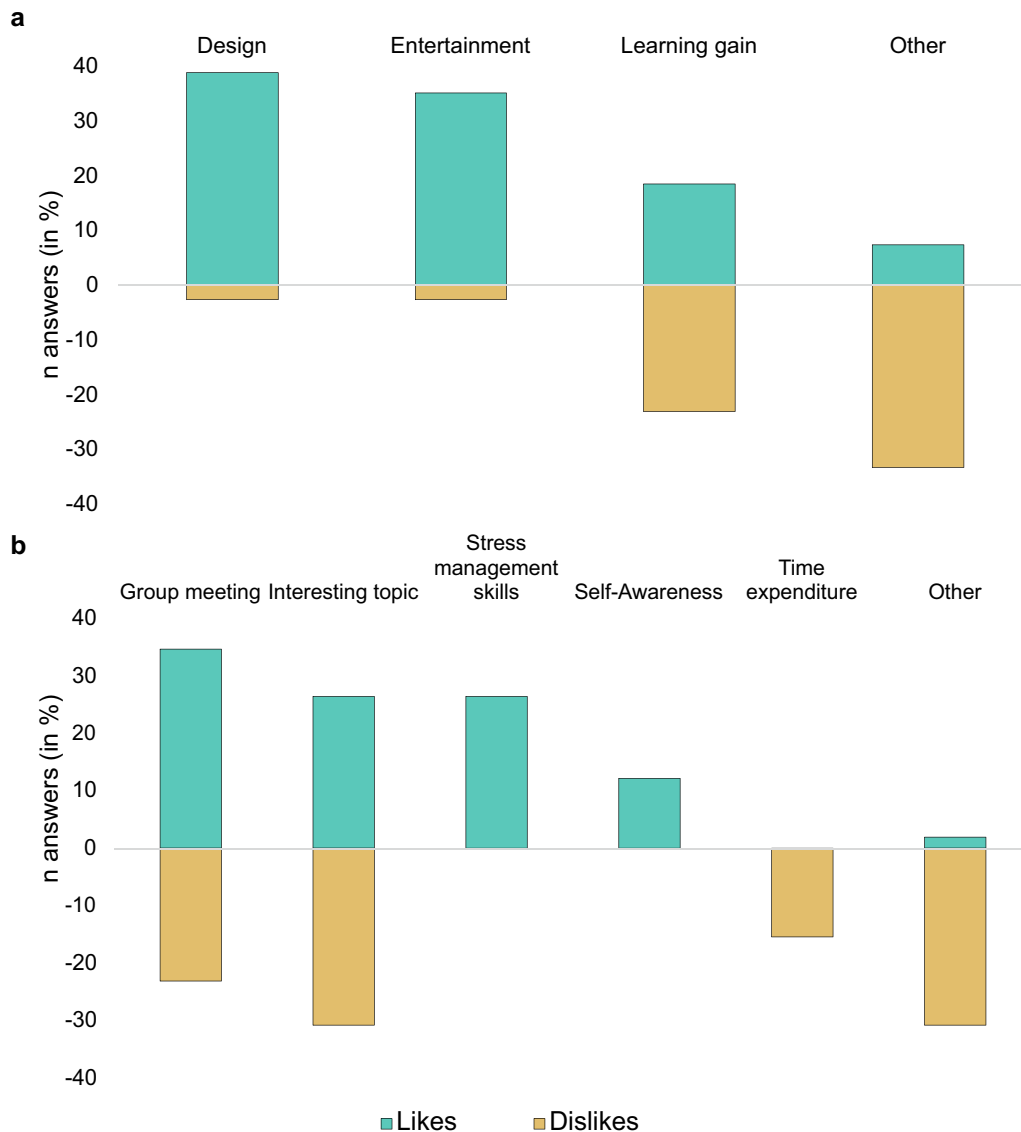 a
Design Entertainment Learning gain Other
40
30
20
10
0
-10
-20
-30
-40
n answers (in %)
b
Group meeting Interesting topic Stress management skills Self-Awareness Time expenditure Other
40
30
20
10
0
-10
-20
-30
-40
n answers (in %)
Likes Dislikes